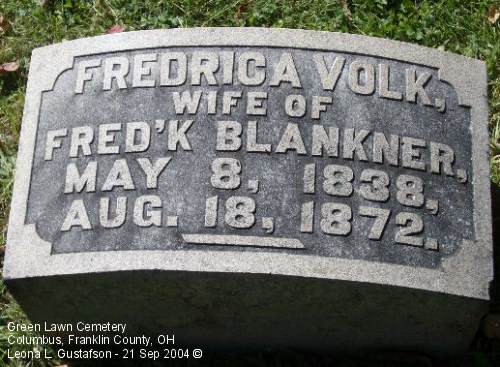 FREDRICA VOLK,
WIFE OF
FRED'K BLANKNER,
MAY 8, 1838,
AUG. 18, 1872.
Green Lawn Cemetery
Columbus, Franklin County, OH
Leona L. Gustafson - 21 Sep 2004 ©